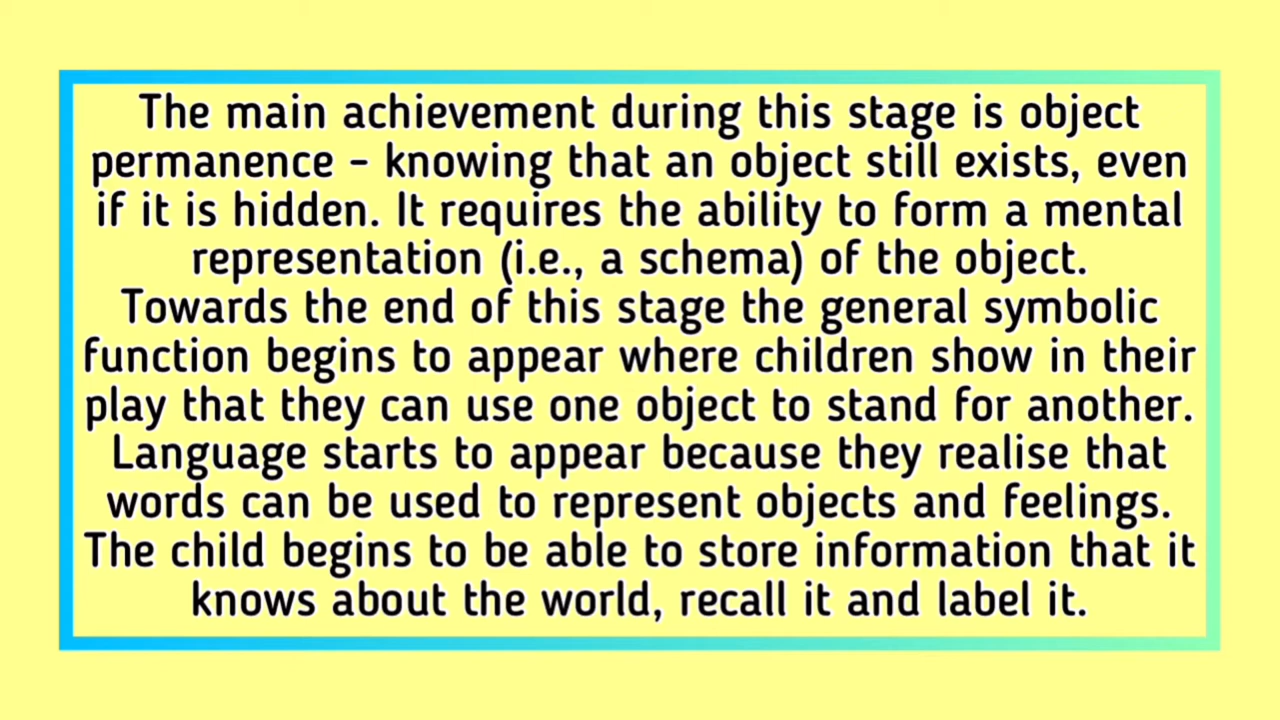 The main achievement during this stage is object
permanence - knowing that an object still exists, even
if it is hidden. It requires the ability to form a mental
representation (i.e., a schema) of the object.
Towards the end of this stage the general symbolic
function begins to appear where children show in their
play that they can use one object to stand for another.
Language starts to appear because they realise that
words can be used to represent objects and feelings.
The child begins to be able to store information that it
knows about the world, recall it and label it.